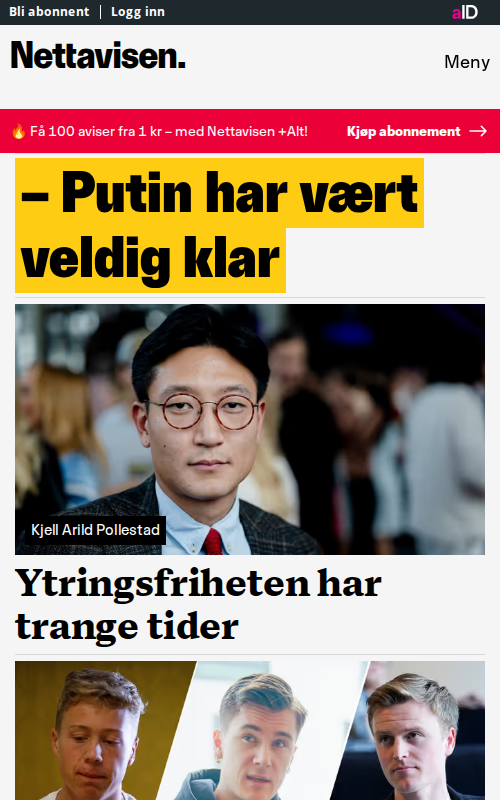 Bli abonnent
Logg inn
aID
Nettavisen.
Meny
🔥 Få 100 aviser fra 1 kr – med Nettavisen +Alt!
Kjøp abonnement →
– Putin har vært
veldig klar
Kjell Arild Pollestad
Ytringsfriheten har
trange tider